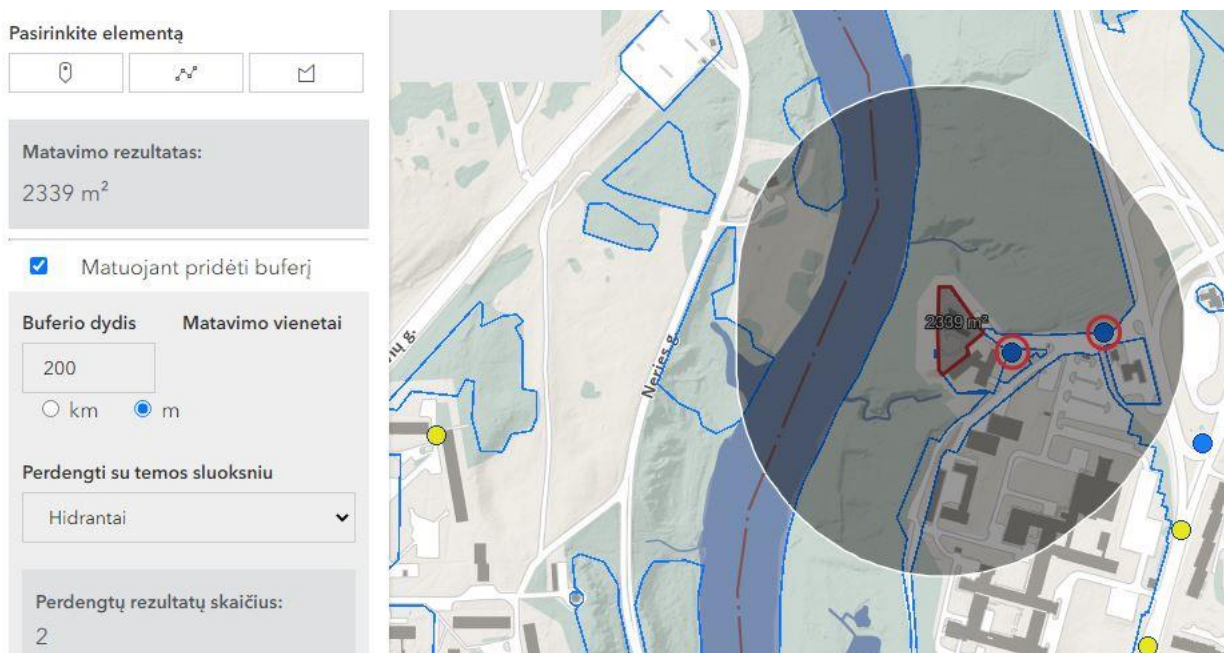 Pasirinkite elementą
Matavimo rezultatas:
2339 m²
Matuojant pridėti buferį
Buferio dydis Matavimo vienetai
200
km m
Perdengti su temos sluoksniu
Hidrantai
Perdengtų rezultatų skaičius:
2
Neries g.
2339 m²